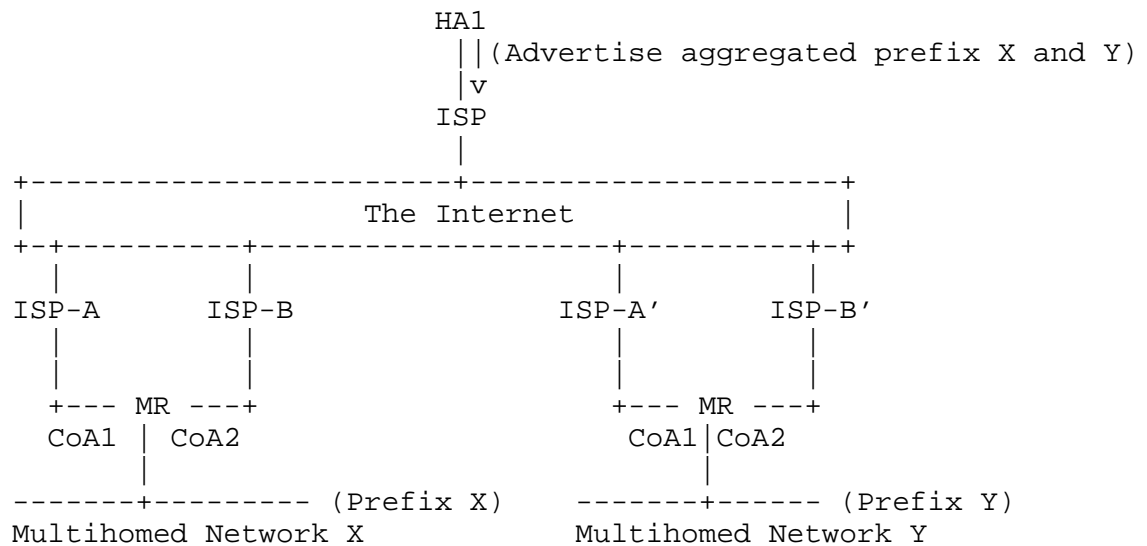 HA1
||(Advertise aggregated prefix X and Y)
|v
ISP
|
+------------------------+---------------------+
| The Internet |
+-+----------+--------------------+----------+-+
| | | |
ISP-A ISP-B ISP-A' ISP-B'
| | | |
| | | |
+--- MR ---+ +--- MR ---+
CoA1 | CoA2 CoA1|CoA2
| |
-------+--------- (Prefix X) -------+------ (Prefix Y)
Multihomed Network X Multihomed Network Y